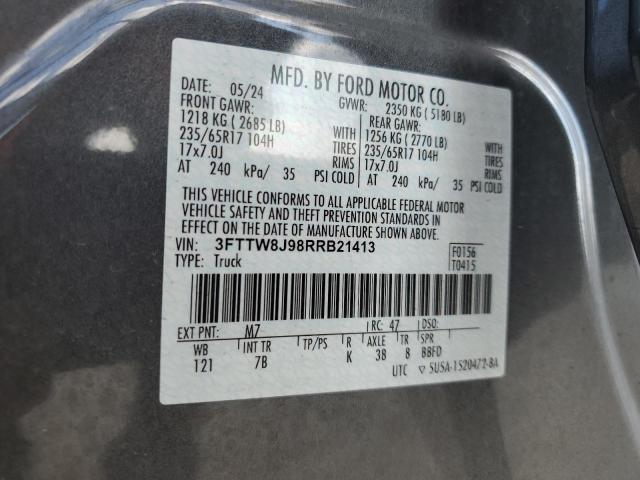 MFD. BY FORD MOTOR CO.
DATE: 05/24 GVWR: 2350 KG ( 5180 LB)
FRONT GAWR: REAR GAWR:
1218 KG ( 2685 LB) WITH 1256 KG ( 2770 LB) WITH
235/65R17 104H TIRES 235/65R17 104H TIRES
17x7.0J RIMS 17x7.0J RIMS
AT 240 kPa/ 35 PSI COLD AT 240 kPa/ 35 PSI COLD
THIS VEHICLE CONFORMS TO ALL APPLICABLE FEDERAL MOTOR
VEHICLE SAFETY AND THEFT PREVENTION STANDARDS IN
EFFECT ON THE DATE OF MANUFACTURE SHOWN ABOVE.
VIN: 3FTTW8J98RRB21413 F0156
TYPE: Truck T0415
EXT PNT: M7 RC: 47 DSO:
WB INT TR TP/PS R AXLE TR SPR
121 7B K 38 8 BBFD
UTC 5U5A-1520472-BA